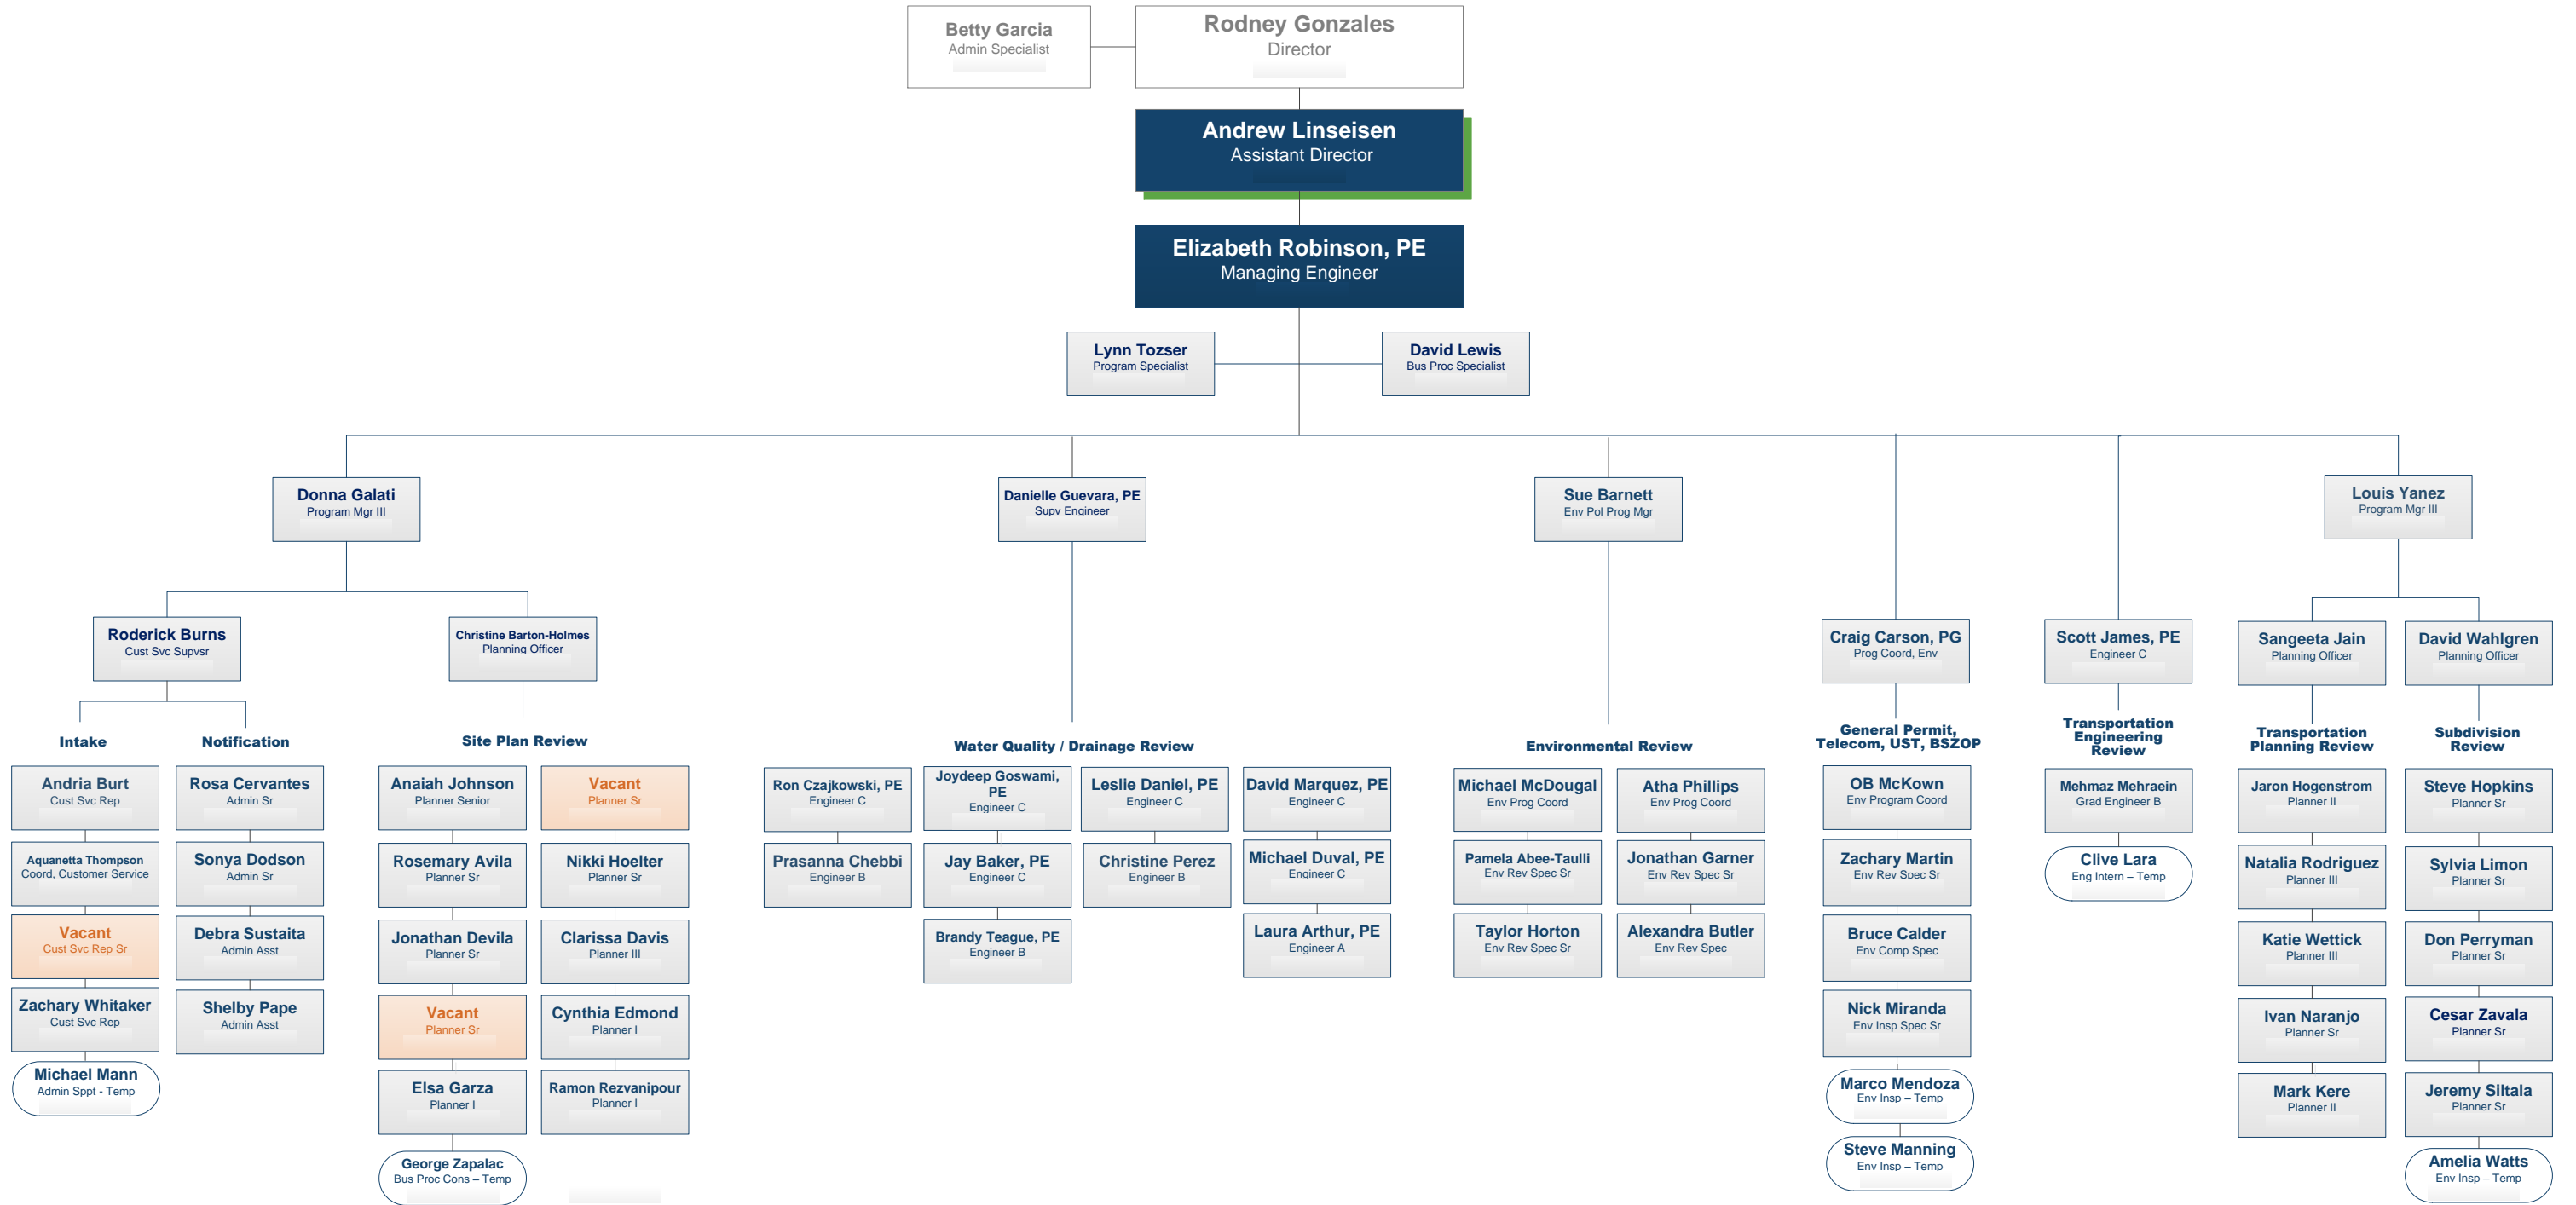 Betty Garcia
Admin Specialist
Rodney Gonzales
Director
Andrew Linseisen
Assistant Director
Elizabeth Robinson, PE
Managing Engineer
Lynn Tozser
Program Specialist
David Lewis
Bus Proc Specialist
Donna Galati
Program Mgr III
Danielle Guevara, PE
Supv Engineer
Sue Barnett
Env Pol Prog Mgr
Louis Yanez
Program Mgr III
Roderick Burns
Cust Svc Supvsr
Christine Barton-Holmes
Planning Officer
Craig Carson, PG
Prog Coord, Env
Scott James, PE
Engineer C
Sangeeta Jain
Planning Officer
David Wahlgren
Planning Officer
Intake
Andria Burt
Cust Svc Rep
Aquanetta Thompson
Coord, Customer Service
Vacant
Cust Svc Rep Sr
Zachary Whitaker
Cust Svc Rep
Michael Mann
Admin Sppt - Temp
Notification
Rosa Cervantes
Admin Sr
Sonya Dodson
Admin Sr
Debra Sustaita
Admin Asst
Shelby Pape
Admin Asst
Site Plan Review
Anaiah Johnson
Planner Senior
Rosemary Avila
Planner Sr
Jonathan Devila
Planner Sr
Vacant
Planner Sr
Elsa Garza
Planner I
George Zapalac
Bus Proc Cons – Temp
Vacant
Planner Sr
Nikki Hoelter
Planner Sr
Clarissa Davis
Planner III
Cynthia Edmond
Planner I
Ramon Rezvanipour
Planner I
Water Quality / Drainage Review
Ron Czajkowski, PE
Engineer C
Prasanna Chebbi
Engineer B
Joydeep Goswami,
PE
Engineer C
Jay Baker, PE
Engineer C
Brandy Teague, PE
Engineer B
Leslie Daniel, PE
Engineer C
Christine Perez
Engineer B
David Marquez, PE
Engineer C
Michael Duval, PE
Engineer C
Laura Arthur, PE
Engineer A
Environmental Review
Michael McDougal
Env Prog Coord
Pamela Abee-Taulli
Env Rev Spec Sr
Taylor Horton
Env Rev Spec Sr
Atha Phillips
Env Prog Coord
Jonathan Garner
Env Rev Spec Sr
Alexandra Butler
Env Rev Spec
General Permit,
Telecom, UST, BSZOP
OB McKown
Env Program Coord
Zachary Martin
Env Rev Spec Sr
Bruce Calder
Env Comp Spec
Nick Miranda
Env Insp Spec Sr
Marco Mendoza
Env Insp – Temp
Steve Manning
Env Insp – Temp
Transportation
Engineering
Review
Mehmaz Mehraein
Grad Engineer B
Clive Lara
Eng Intern – Temp
Transportation
Planning Review
Jaron Hogenstrom
Planner II
Natalia Rodriguez
Planner III
Katie Wettick
Planner III
Ivan Naranjo
Planner Sr
Mark Kere
Planner II
Subdivision
Review
Steve Hopkins
Planner Sr
Sylvia Limon
Planner Sr
Don Perryman
Planner Sr
Cesar Zavala
Planner Sr
Jeremy Siltala
Planner Sr
Amelia Watts
Env Insp – Temp